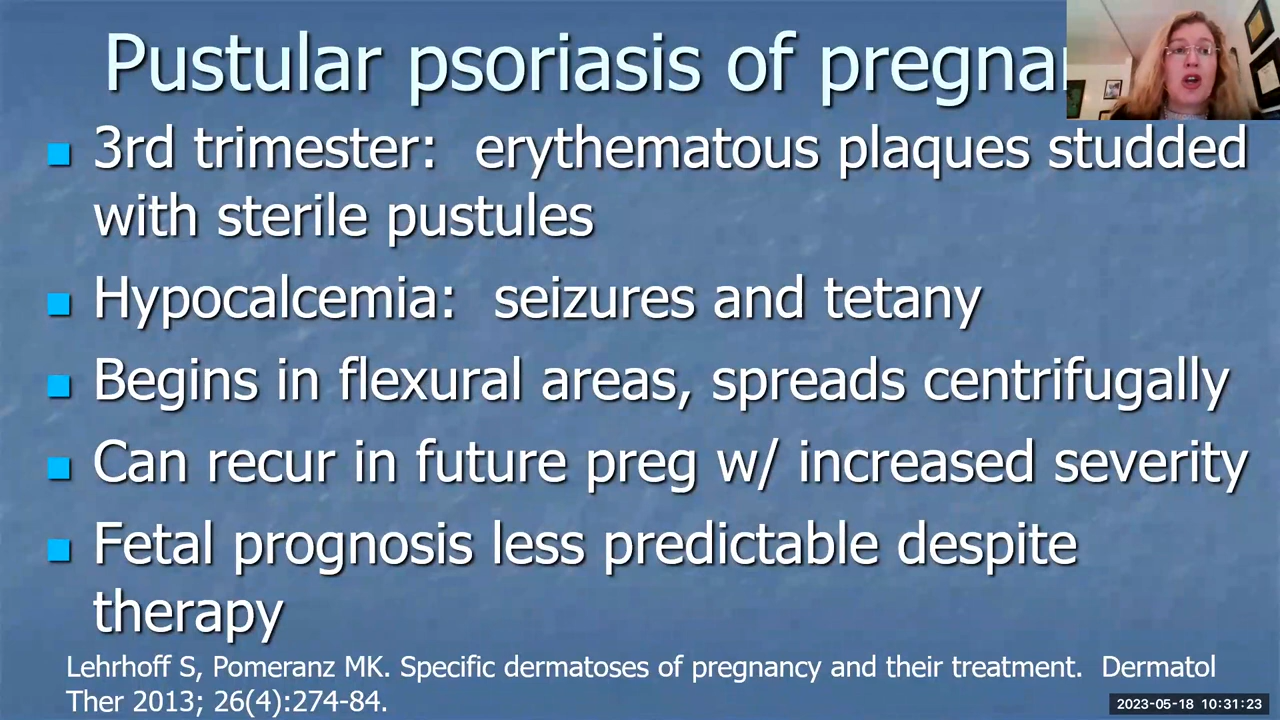 Pustular psoriasis of
3rd trimester: erythematous plaques studded
with sterile pustules
Hypocalcemia: seizures and tetany
Begins in flexural areas, spreads centrifugally
Can recur in future preg w/ increased severity
Fetal prognosis less predictable despite
therapy
Lehrhoff S, Pomeranz MK. Specific dermatoses of pregnancy and their treatment. Dermatol
Ther 2013; 26(4):274-84.
2023-05-18 10:31:23